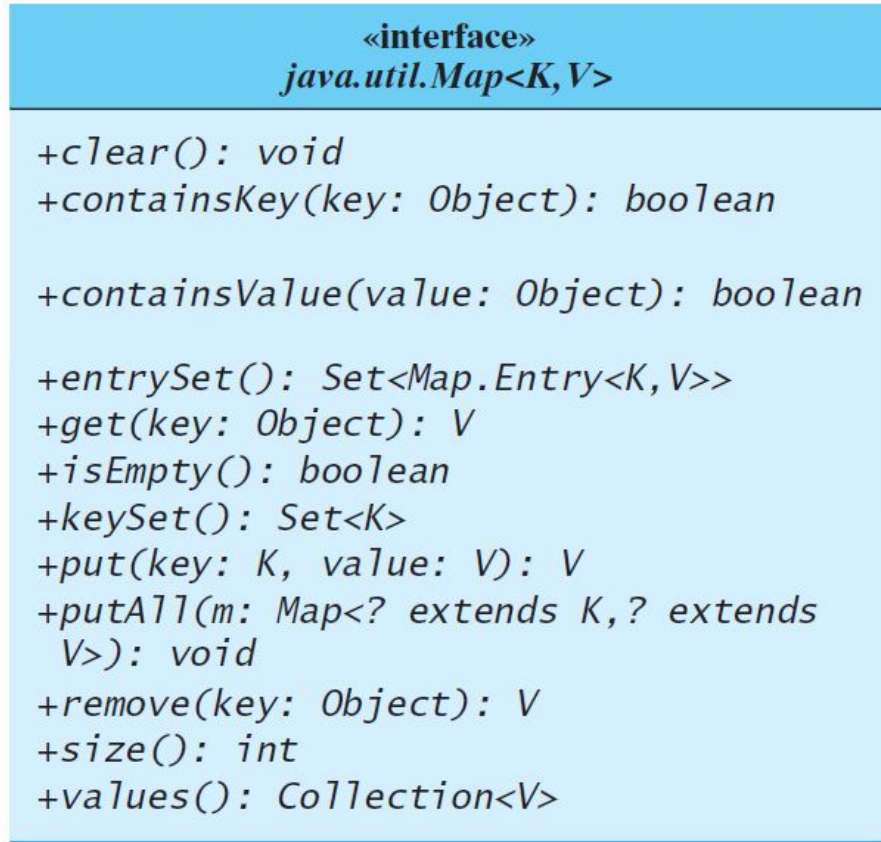 «interface»
java.util.Map<K,V>
+clear(): void
+containsKey(key: Object): boolean
+containsValue(value: Object): boolean
+entrySet(): Set<Map.Entry<K,V>>
+get(key: Object): V
+isEmpty(): boolean
+keySet(): Set<K>
+put(key: K, value: V): V
+putAll(m: Map<? extends K,? extends
V>): void
+remove(key: Object): V
+size(): int
+values(): Collection<V>